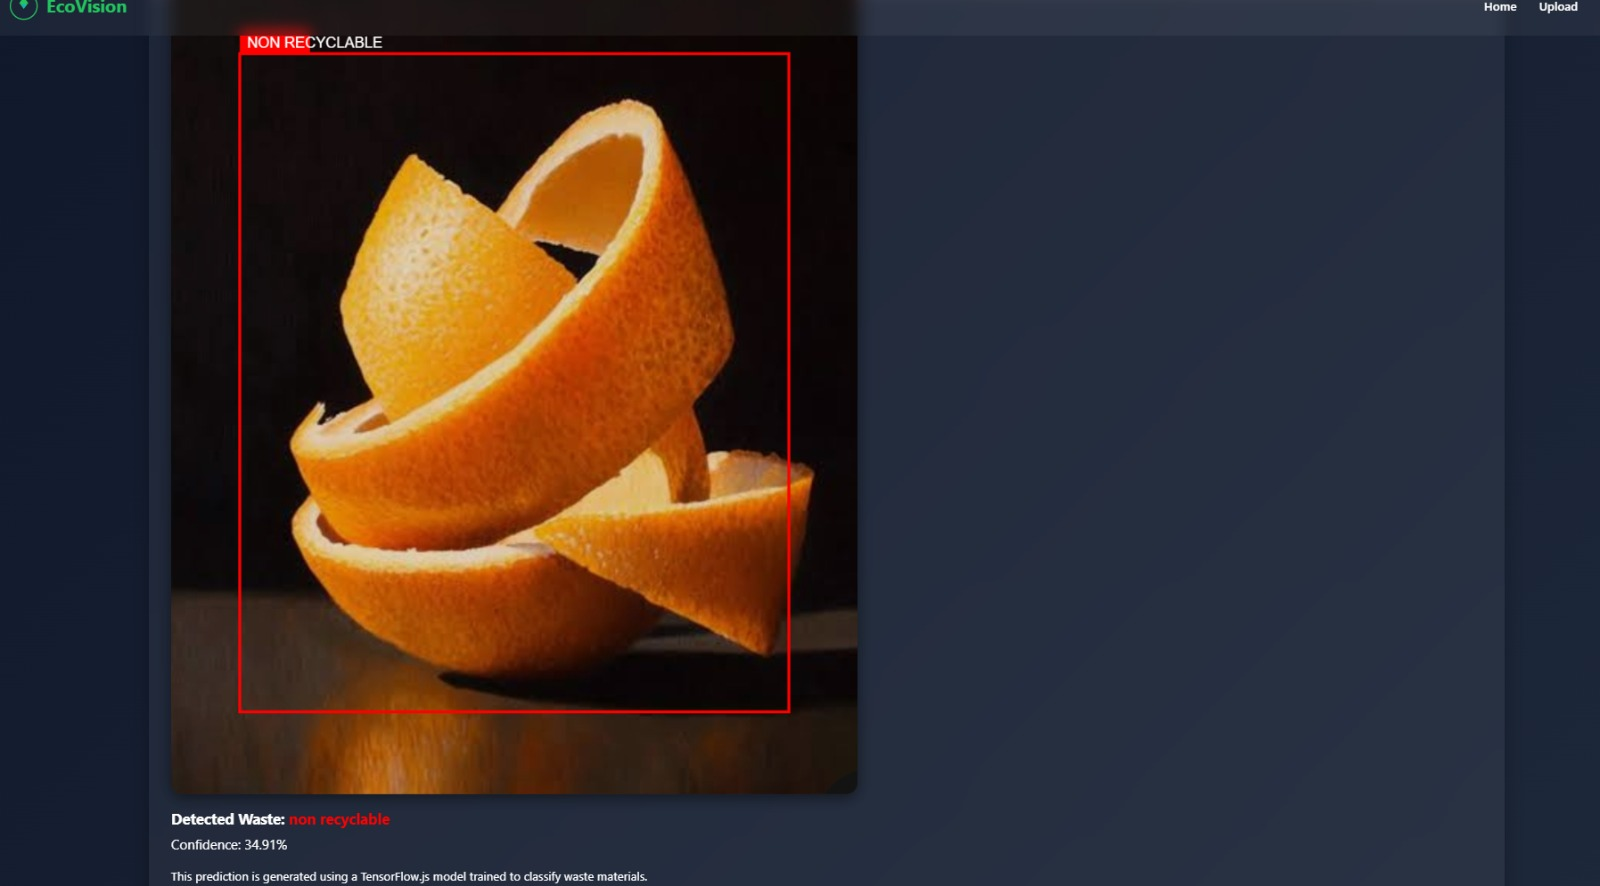 EcoVision
Home
Upload
NON RECYCLABLE
Detected Waste: non recyclable
Confidence: 34.91%
This prediction is generated using a TensorFlow.js model trained to classify waste materials.